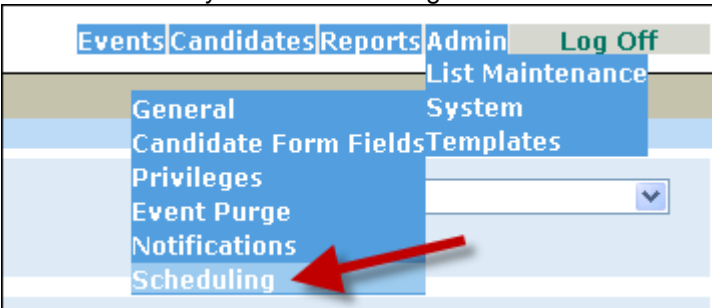 Events Candidates Reports Admin Log Off
List Maintenance
General System
Candidate Form Fields Templates
Privileges
Event Purge
Notifications
Scheduling